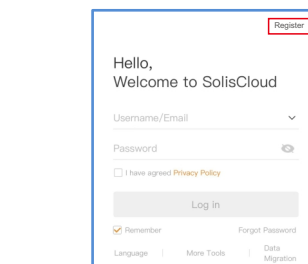 Register
Hello,
Welcome to SolisCloud
Username/Email
Password
I have agreed Privacy Policy
Log in
Remember Forgot Password
Language More Tools Data Migration